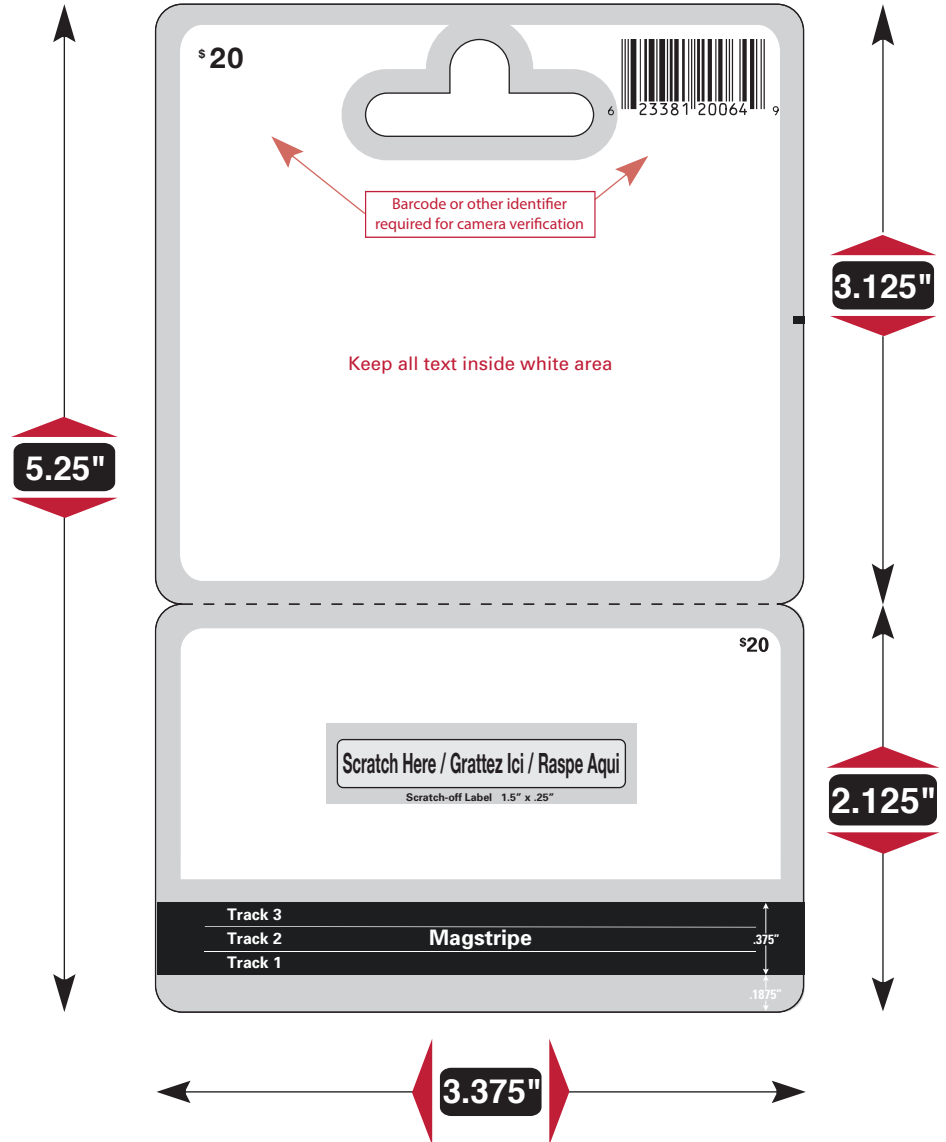 $ 20
6 23381 20064 9
Barcode or other identifier
required for camera verification
3.125"
Keep all text inside white area
5.25"
$20
Scratch Here / Grattez Ici / Raspe Aqui
Scratch-off Label 1.5" x .25"
2.125"
Track 3
Track 2 Magstripe .375"
Track 1
.1875"
3.375"